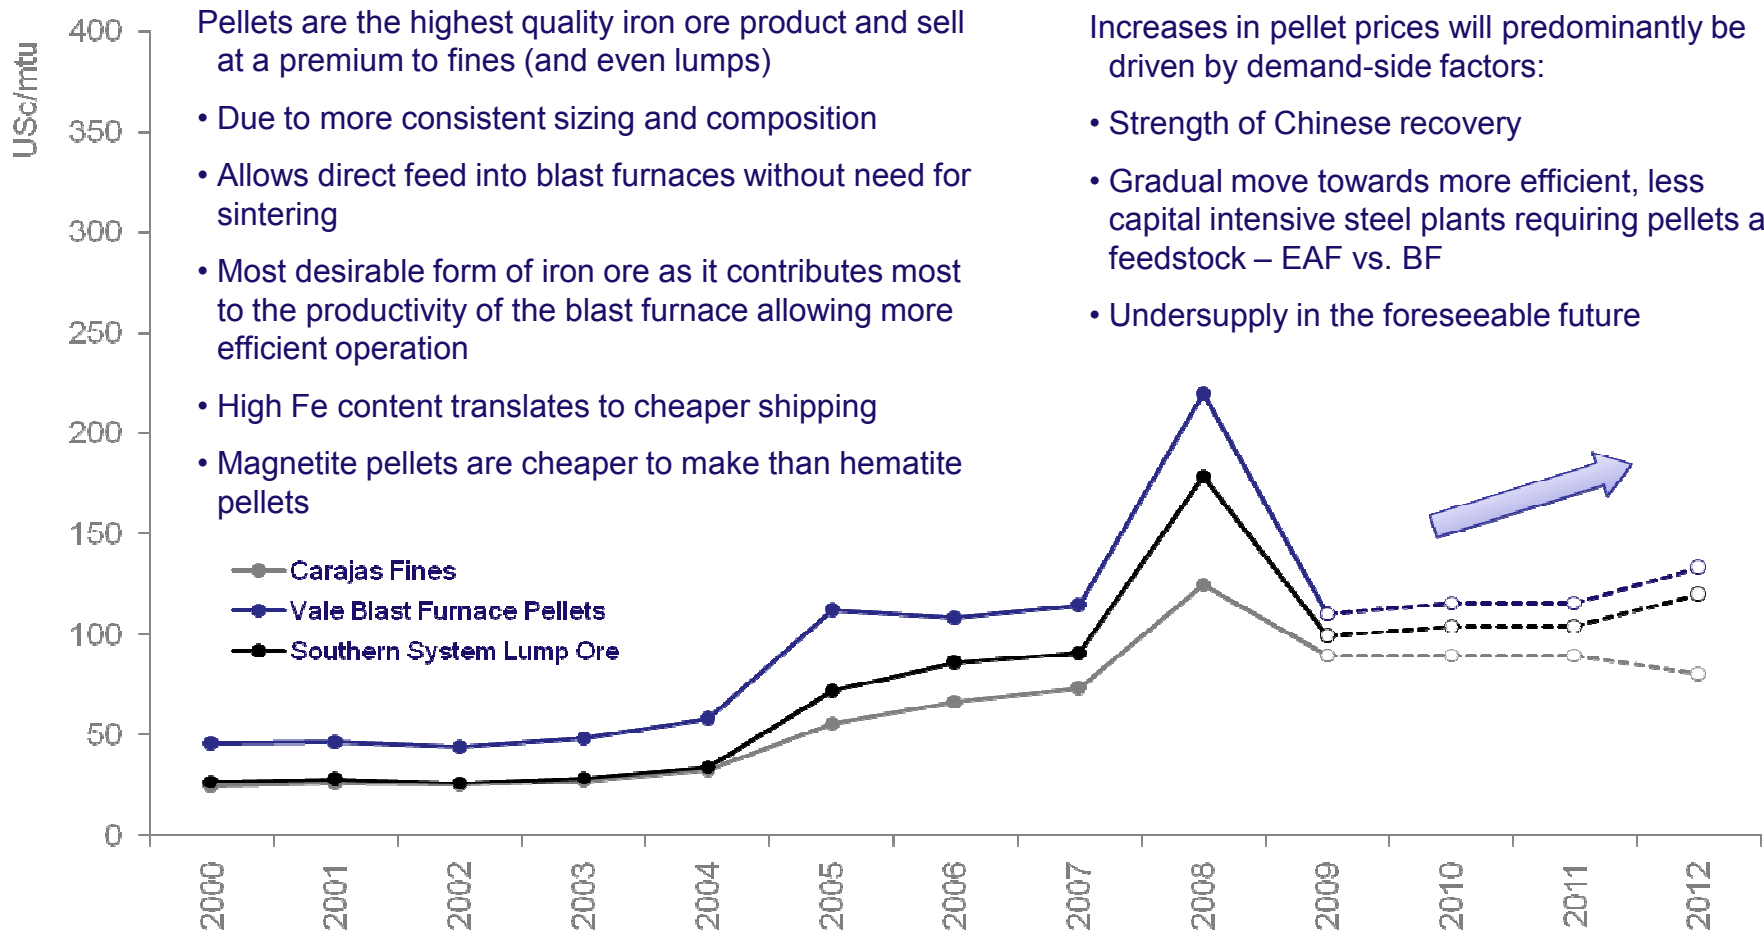 USc/mtu
400
350
300
250
200
150
100
50
0
Pellets are the highest quality iron ore product and sell
at a premium to fines (and even lumps)
• Due to more consistent sizing and composition
• Allows direct feed into blast furnaces without need for
sintering
• Most desirable form of iron ore as it contributes most
to the productivity of the blast furnace allowing more
efficient operation
• High Fe content translates to cheaper shipping
• Magnetite pellets are cheaper to make than hematite
pellets
Increases in pellet prices will predominantly be
driven by demand-side factors:
• Strength of Chinese recovery
• Gradual move towards more efficient, less
capital intensive steel plants requiring pellets a
feedstock – EAF vs. BF
• Undersupply in the foreseeable future
Carajas Fines
Vale Blast Furnace Pellets
Southern System Lump Ore
2000
2001
2002
2003
2004
2005
2006
2007
2008
2009
2010
2011
2012